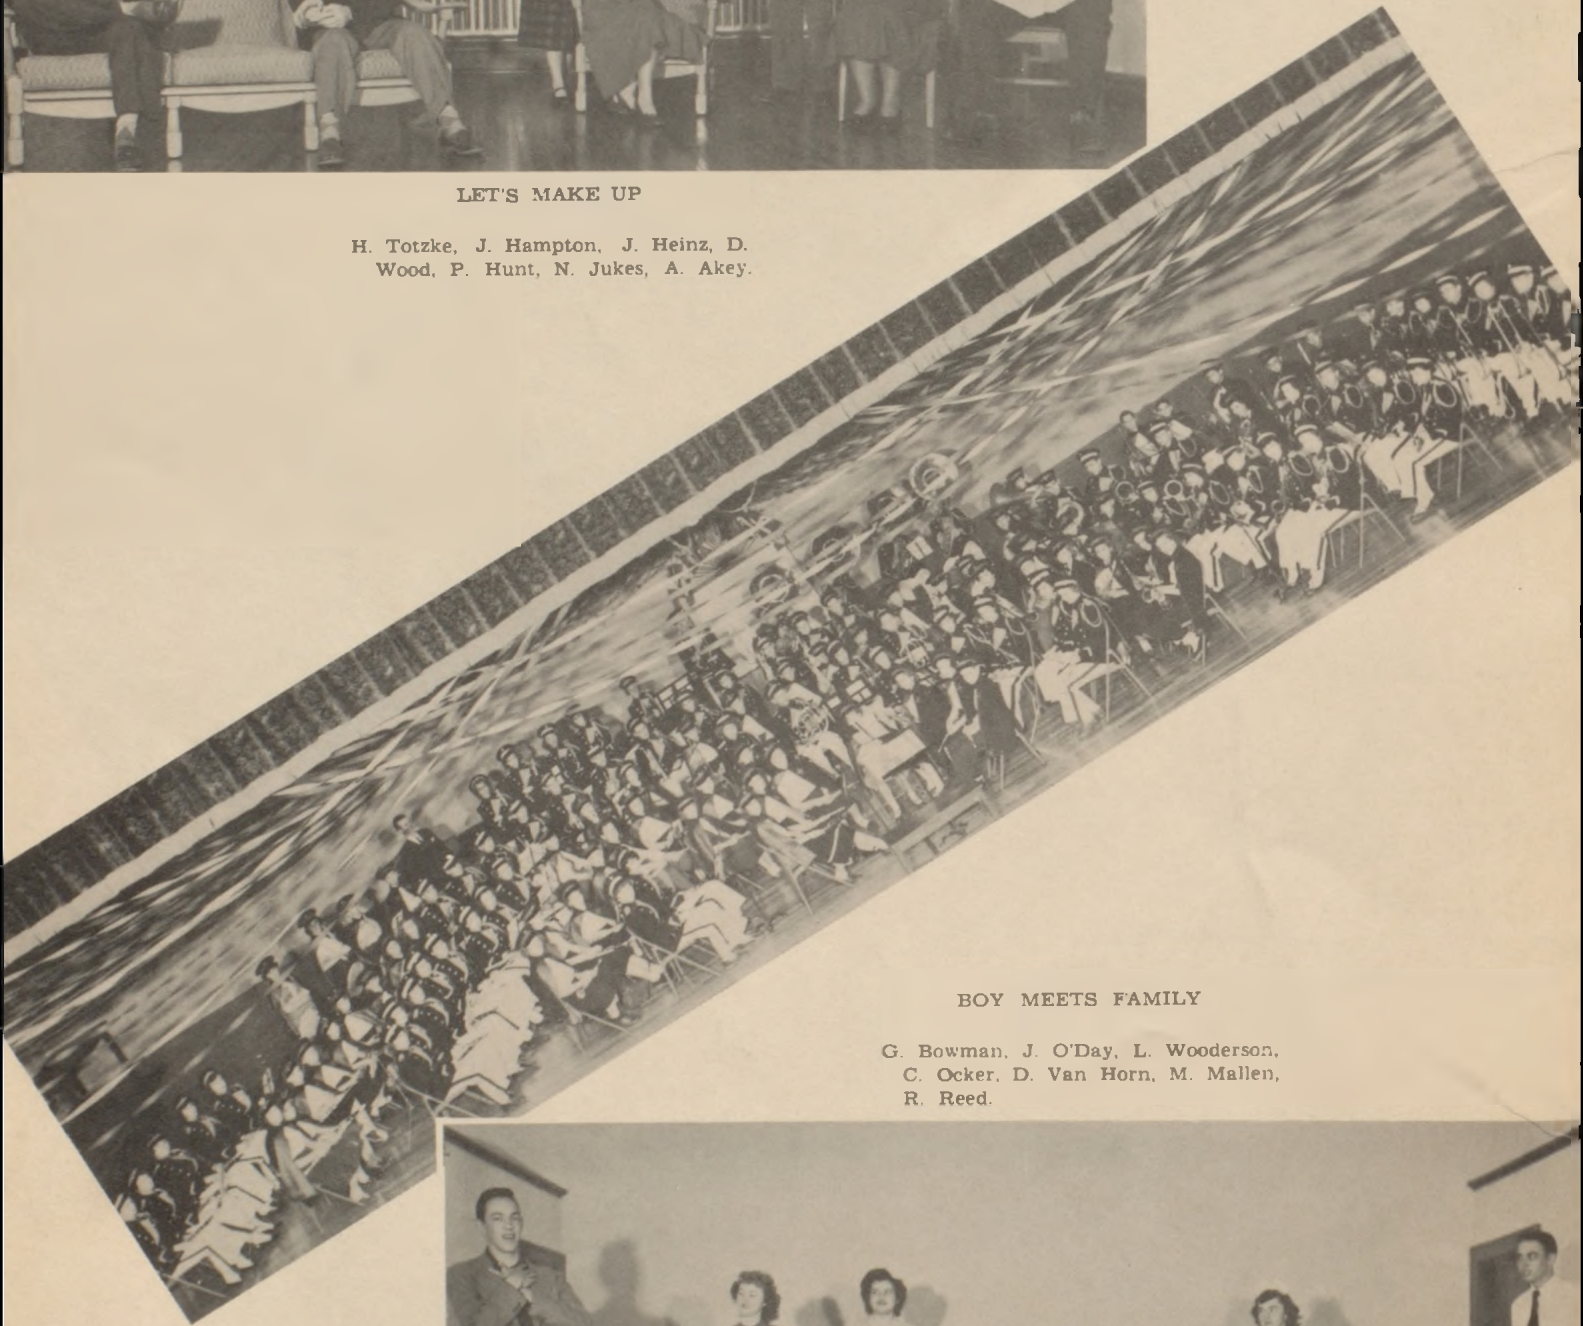 LET'S MAKE UP
H. Totzke, J. Hampton, J. Heinz, D.
Wood, P. Hunt, N. Jukes, A. Akey.
BOY MEETS FAMILY
G. Bowman, J. O'Day, L. Wooderson,
C. Ocker, D. Van Horn, M. Mallen,
R. Reed.